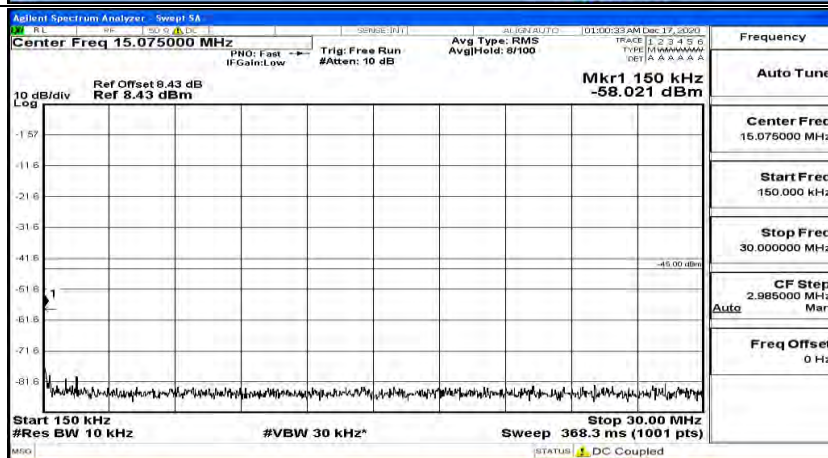 Agilent Spectrum Analyzer - Swept SA
RL RF 50 Ω DC SENSE:INT ALIGN AUTO 01:00:33 AM Dec 17, 2020
Center Freq 15.075000 MHz
PNO: Fast
IFGain:Low
Trig: Free Run
#Atten: 10 dB
Avg Type: RMS
Avg|Hold: 8/100
TRACE 1 2 3 4 5 6
TYPE MWWWWW
DET A A A A A A
Ref Offset 8.43 dB
Ref 8.43 dBm
Mkr1 150 kHz
-58.021 dBm
10 dB/div
Log
-1.57
-11.6
-21.6
-31.6
-41.6
-45.00 dBm
-51.6
1
-61.6
-71.6
-81.6
Start 150 kHz
Stop 30.00 MHz
#Res BW 10 kHz
#VBW 30 kHz*
Sweep 368.3 ms (1001 pts)
MSG
STATUS DC Coupled
Frequency
Auto Tune
Center Freq
15.075000 MHz
Start Freq
150.000 kHz
Stop Freq
30.000000 MHz
CF Step
2.985000 MHz
Auto Man
Freq Offset
0 Hz